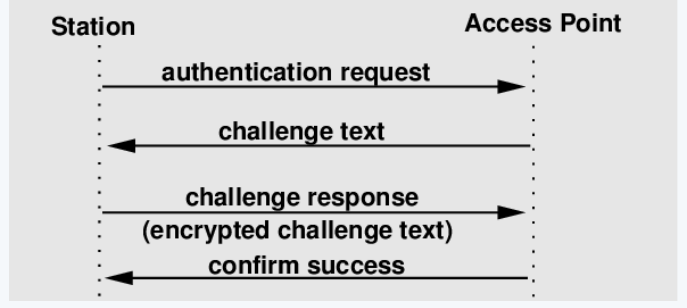 Station
Access Point
authentication request
challenge text
challenge response
(encrypted challenge text)
confirm success